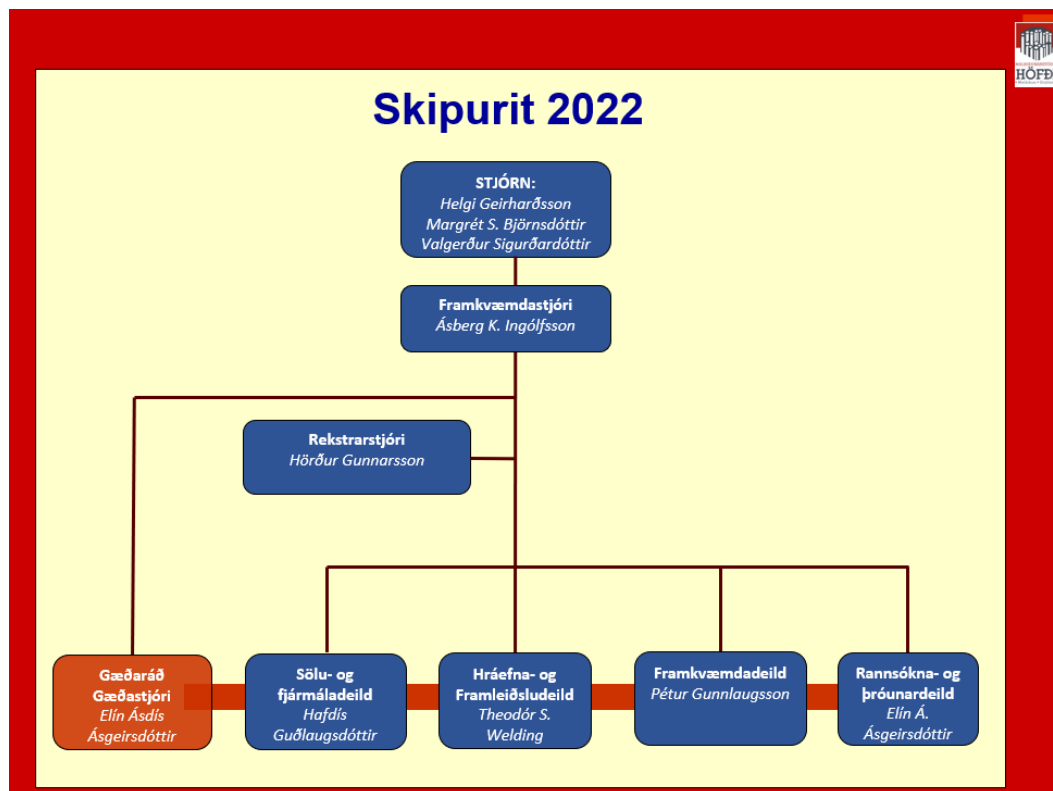 HÖFÐ
Skipurit 2022
STJÓRN:
Helgi Geirharðsson
Margrét S. Björnsdóttir
Valgerður Sigurðardóttir
Framkvæmdastjóri
Ásberg K. Ingólfsson
Rekstrarstjóri
Hörður Gunnarsson
Gæðaráð
Gæðastjóri
Elín Ásdís
Ásgeirsdóttir
Sölu- og
fjármáladeild
Hafdís
Guðlaugsdóttir
Hráefna- og
Framleiðsludeild
Theodór S.
Welding
Framkvæmdadeild
Pétur Gunnlaugsson
Rannsókna- og
þróunardeild
Elín Á.
Ásgeirsdóttir